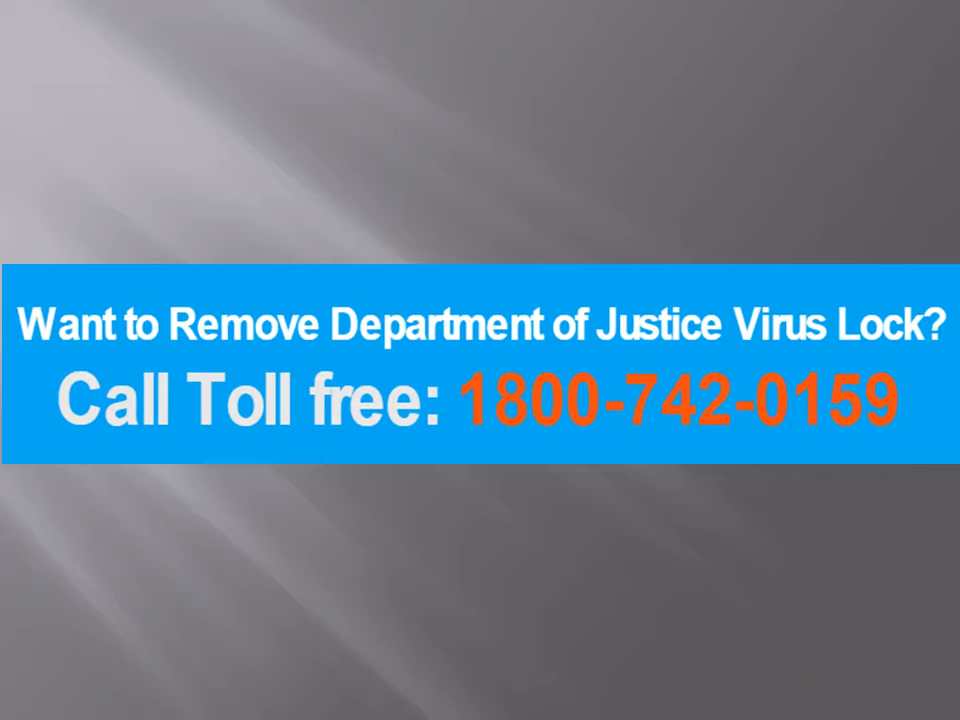 Want to Remove Department of Justice Virus Lock?
Call Toll free: 1800-742-0159